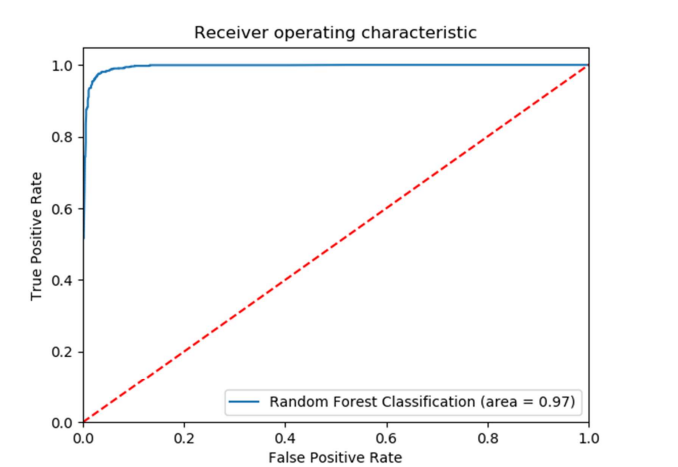 Receiver operating characteristic
1.0
0.8
0.6
0.4
0.2
0.0
True Positive Rate
Random Forest Classification (area = 0.97)
0.0 0.2 0.4 0.6 0.8 1.0
False Positive Rate